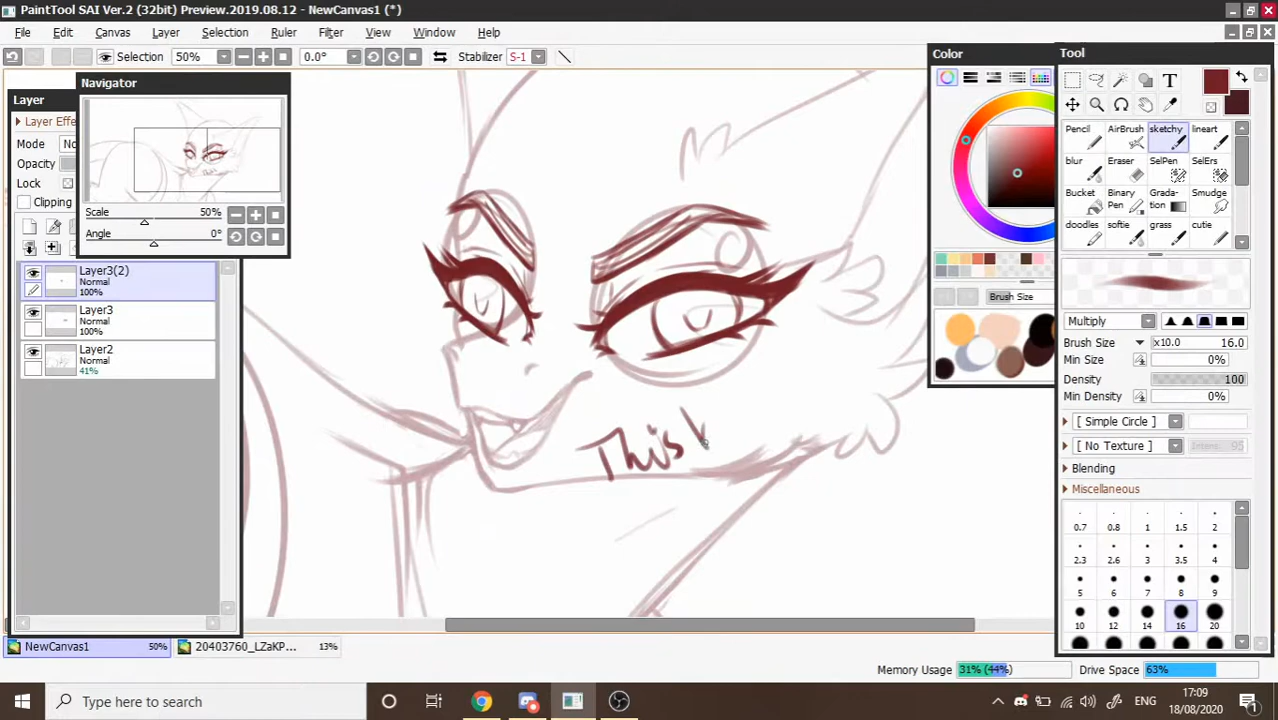 PaintTool SAI Ver.2 (32bit) Preview.2019.08.12 - NewCanvas1 (*)
File Edit Canvas Layer Selection Ruler Filter View Window Help
Selection 50% 0.0° Stabilizer S-1
Navigator
Scale 50%
Angle 0°
Layer
Layer Effe
Mode No
Opacity
Lock
Clipping
Layer3(2)
Normal
100%
Layer3
Normal
100%
Layer2
Normal
41%
This
Color
Brush Size
Tool
T
Pencil AirBrush sketchy lineart
blur Eraser SelPen SelErs
Bucket Binary Pen Grada-tion Smudge
doodles softie grass cutie
Multiply
Brush Size x10.0 16.0
Min Size 0%
Density 100
Min Density 0%
[ Simple Circle ]
[ No Texture ] Intens. 95
Blending
Miscellaneous
0.7 0.8 1 1.5 2
2.3 2.6 3 3.5 4
5 6 7 8 9
10 12 14 16 20
NewCanvas1 50% 20403760_LZaKP... 13%
Memory Usage 31% (44%) Drive Space 63%
Type here to search
ENG 17:09
18/08/2020
1